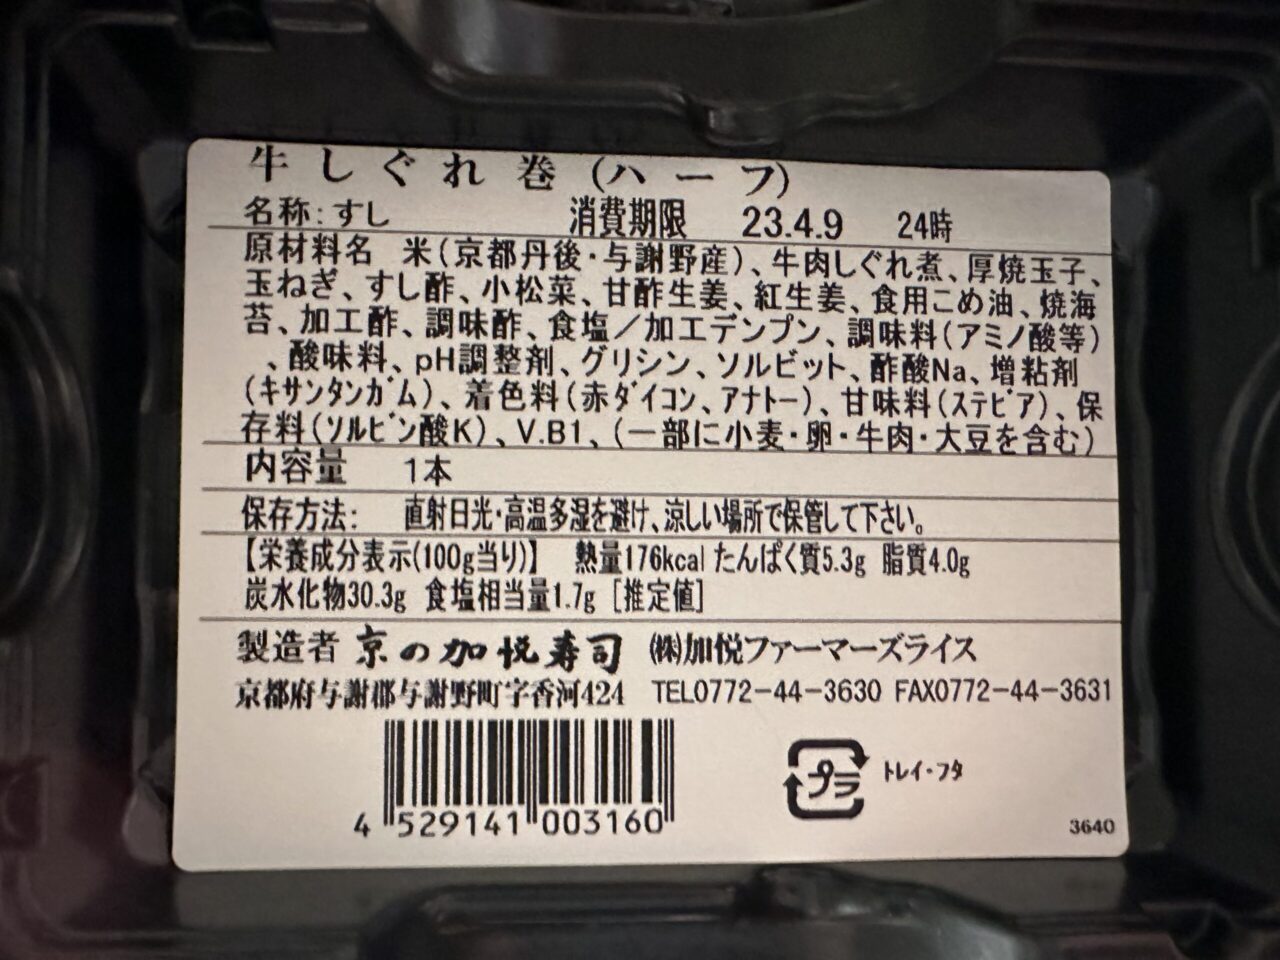 牛しぐれ巻(ハーフ)
名称:すし 消費期限 23.4.9 24時
原材料名 米(京都丹後・与謝野産)、牛肉しぐれ煮、厚焼玉子、
玉ねぎ、すし酢、小松菜、甘酢生姜、紅生姜、食用こめ油、焼海
苔、加工酢、調味酢、食塩/加工デンプン、調味料(アミノ酸等)
、酸味料、pH調整剤、グリシン、ソルビット、酢酸Na、増粘剤
(キサンタンガム)、着色料(赤ダイコン、アナトー)、甘味料(ステビア)、保
存料(ソルビン酸K)、V.B1、(一部に小麦・卵・牛肉・大豆を含む)
内容量 1本
保存方法: 直射日光・高温多湿を避け、涼しい場所で保管して下さい。
【栄養成分表示(100g当り)】 熱量176kcal たんぱく質5.3g 脂質4.0g
炭水化物30.3g 食塩相当量1.7g [推定値]
製造者 京の加悦寿司 ㈱加悦ファーマーズライス
京都府与謝郡与謝野町字香河424 TEL0772-44-3630 FAX0772-44-3631
プラ トレイ・フタ
4 529141 003160
3640